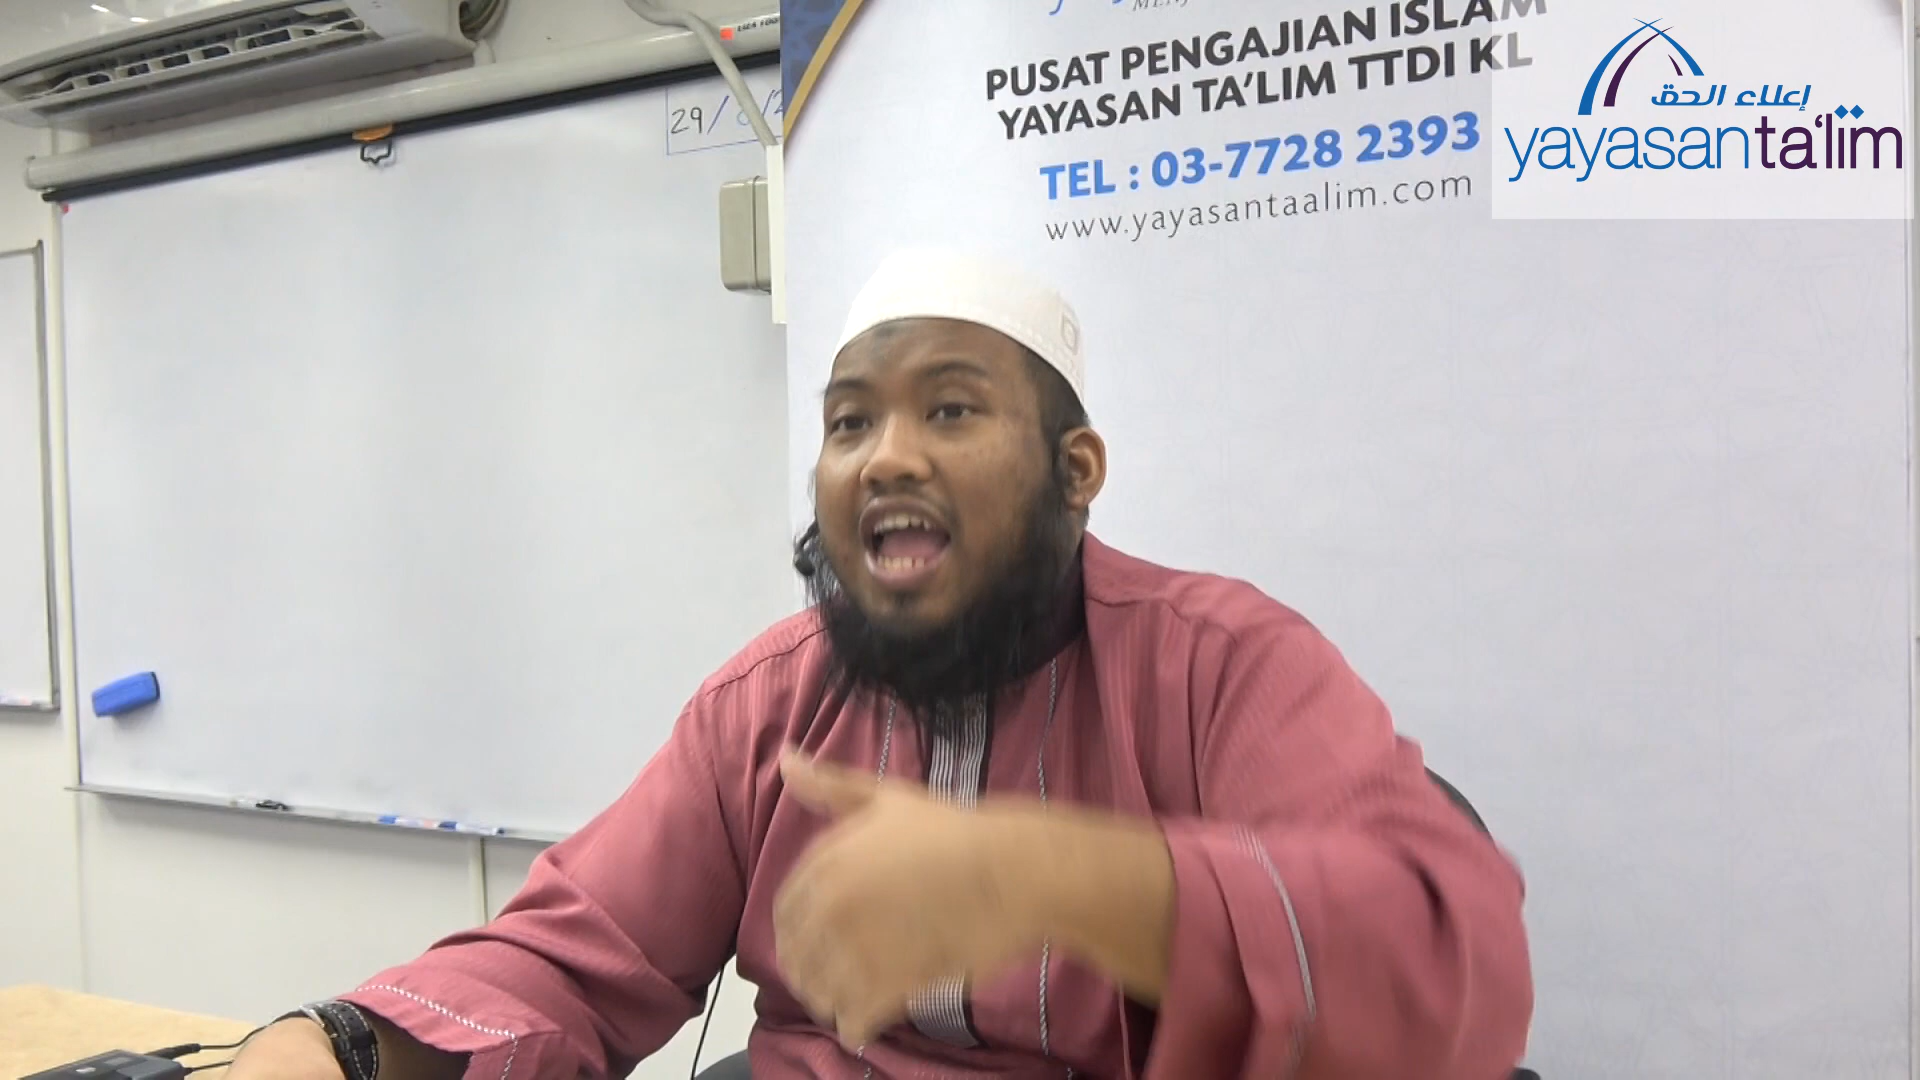 PUSAT PENGAJIAN ISLAM
YAYASAN TA'LIM TTDI KL
TEL : 03-7728 2393
www.yayasantaalim.com
إعلاء الحق
yayasanta'lim
29/